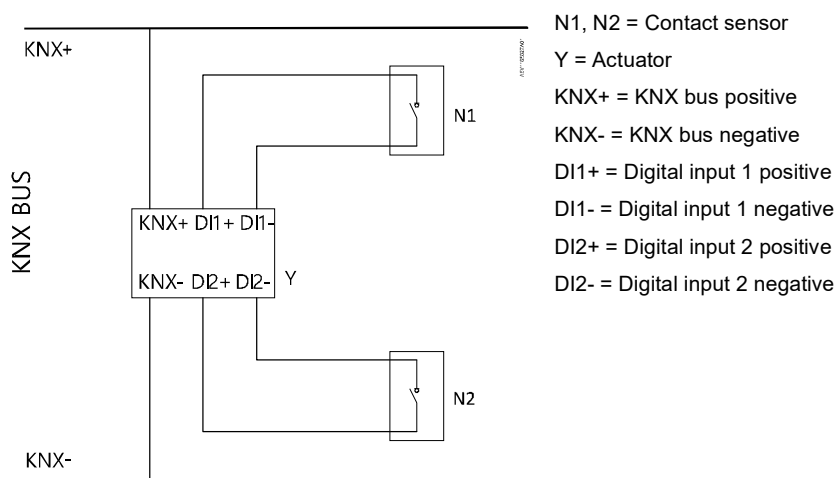 KNX+
KNX BUS
N1
KNX+ DI1+ DI1-
KNX- DI2+ DI2-
Y
N2
KNX-
N1, N2 = Contact sensor
Y = Actuator
KNX+ = KNX bus positive
KNX- = KNX bus negative
DI1+ = Digital input 1 positive
DI1- = Digital input 1 negative
DI2+ = Digital input 2 positive
DI2- = Digital input 2 negative